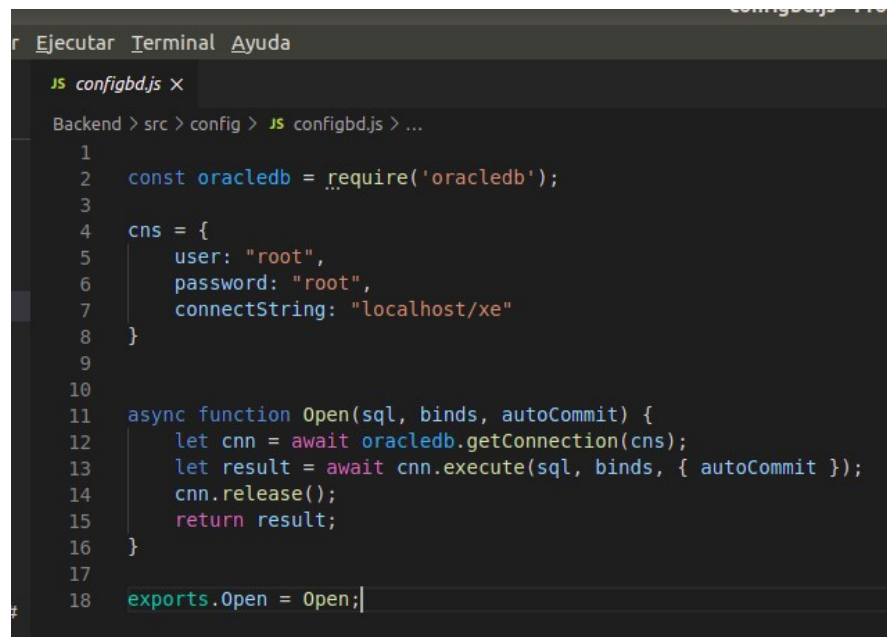 Ejecutar Terminal Ayuda
JS configbd.js ×
Backend > src > config > JS configbd.js > ...
1
2 const oracledb = require('oracledb');
3
4 cns = {
5     user: "root",
6     password: "root",
7     connectString: "localhost/xe"
8 }
9
10
11 async function Open(sql, binds, autoCommit) {
12     let cnn = await oracledb.getConnection(cns);
13     let result = await cnn.execute(sql, binds, { autoCommit });
14     cnn.release();
15     return result;
16 }
17
18 exports.Open = Open;